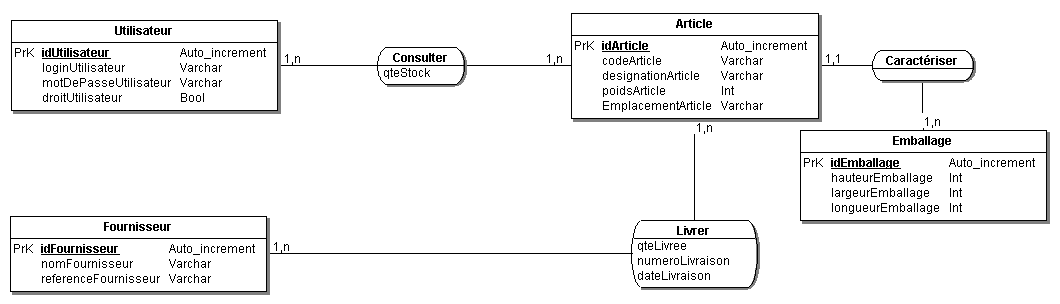 Utilisateur
PrK idUtilisateur Auto_increment
loginUtilisateur Varchar
motDePasseUtilisateur Varchar
droitUtilisateur Bool
1,n
Consulter
qteStock
1,n
Article
PrK idArticle Auto_increment
codeArticle Varchar
designationArticle Varchar
poidsArticle Int
EmplacementArticle Varchar
1,1
Caractériser
1,n
1,n
Emballage
PrK idEmballage Auto_increment
hauteurEmballage Int
largeurEmballage Int
longueurEmballage Int
Fournisseur
PrK idFournisseur Auto_increment
nomFournisseur Varchar
referenceFournisseur Varchar
1,n
Livrer
qteLivree
numeroLivraison
dateLivraison